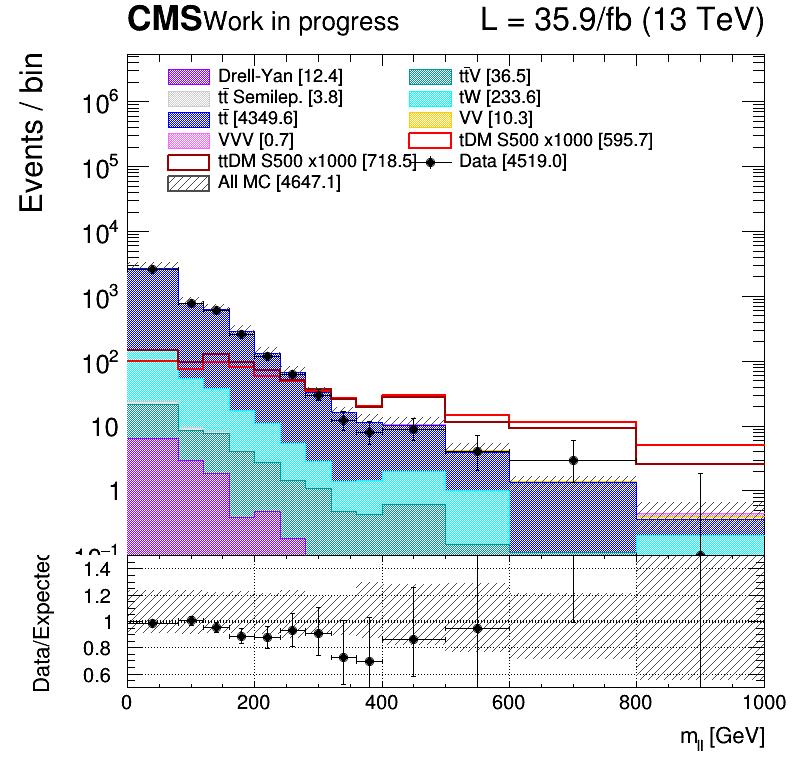 CMS Work in progress L = 35.9/fb (13 TeV)
Events / bin
Drell-Yan [12.4] tt̄V [36.5]
tt̄ Semilep. [3.8] tW [233.6]
tt̄ [4349.6] VV [10.3]
VVV [0.7] tDM S500 x1000 [595.7]
ttDM S500 x1000 [718.5] Data [4519.0]
All MC [4647.1]
10⁶
10⁵
10⁴
10³
10²
10
1
10⁻¹
Data/Expected
1.4
1.2
1
0.8
0.6
0 200 400 600 800 1000
m_ll [GeV]